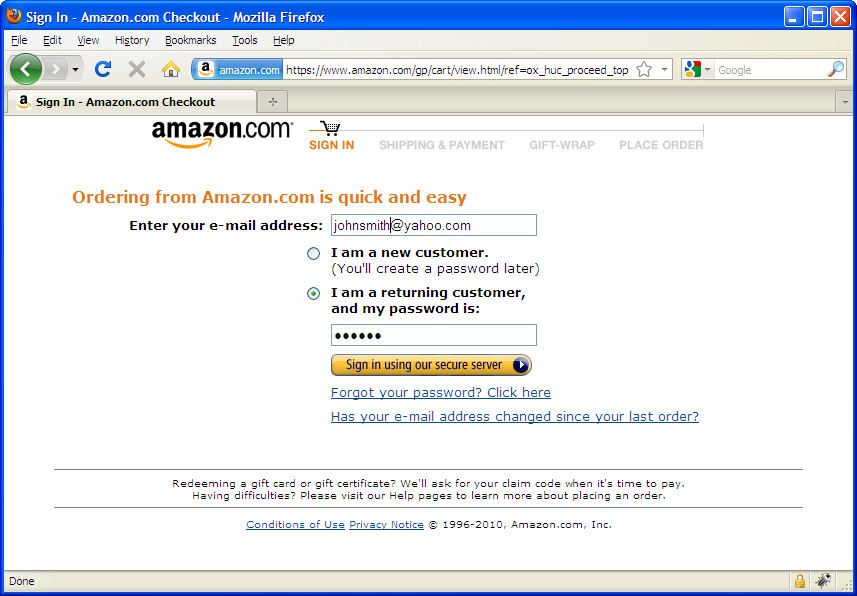 Sign In - Amazon.com Checkout - Mozilla Firefox
File Edit View History Bookmarks Tools Help
a amazon.com https://www.amazon.com/gp/cart/view.html/ref=ox_huc_proceed_top Google
a Sign In - Amazon.com Checkout
amazon.com
SIGN IN SHIPPING & PAYMENT GIFT-WRAP PLACE ORDER
Ordering from Amazon.com is quick and easy
Enter your e-mail address: johnsmith@yahoo.com
I am a new customer.
(You'll create a password later)
I am a returning customer,
and my password is:
••••••
Sign in using our secure server
Forgot your password? Click here
Has your e-mail address changed since your last order?
Redeeming a gift card or gift certificate? We'll ask for your claim code when it's time to pay.
Having difficulties? Please visit our Help pages to learn more about placing an order.
Conditions of Use Privacy Notice © 1996-2010, Amazon.com, Inc.
Done